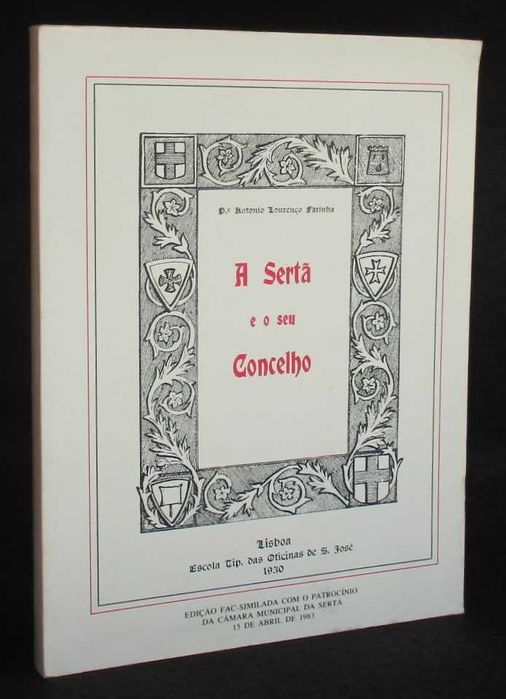 P.e Antonio Lourenço Farinha
A Sertã
e o seu
Concelho
Lisboa
Escola Tip. das Oficinas de S. José
1930
EDIÇÃO FAC-SIMILADA COM O PATROCÍNIO
DA CÂMARA MUNICIPAL DA SERTÃ
15 DE ABRIL DE 1983